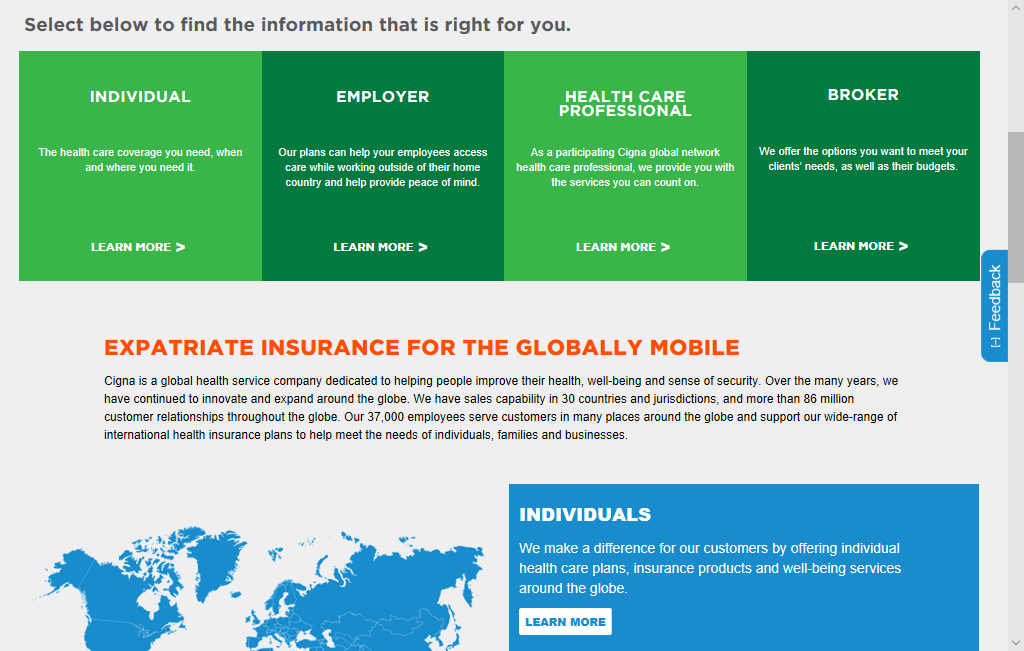 Select below to find the information that is right for you.
INDIVIDUAL
The health care coverage you need, when
and where you need it.
LEARN MORE >
EMPLOYER
Our plans can help your employees access
care while working outside of their home
country and help provide peace of mind.
LEARN MORE >
HEALTH CARE
PROFESSIONAL
As a participating Cigna global network
health care professional, we provide you with
the services you can count on.
LEARN MORE >
BROKER
We offer the options you want to meet your
clients' needs, as well as their budgets.
LEARN MORE >
[-] Feedback
EXPATRIATE INSURANCE FOR THE GLOBALLY MOBILE
Cigna is a global health service company dedicated to helping people improve their health, well-being and sense of security. Over the many years, we
have continued to innovate and expand around the globe. We have sales capability in 30 countries and jurisdictions, and more than 86 million
customer relationships throughout the globe. Our 37,000 employees serve customers in many places around the globe and support our wide-range of
international health insurance plans to help meet the needs of individuals, families and businesses.
INDIVIDUALS
We make a difference for our customers by offering individual
health care plans, insurance products and well-being services
around the globe.
LEARN MORE